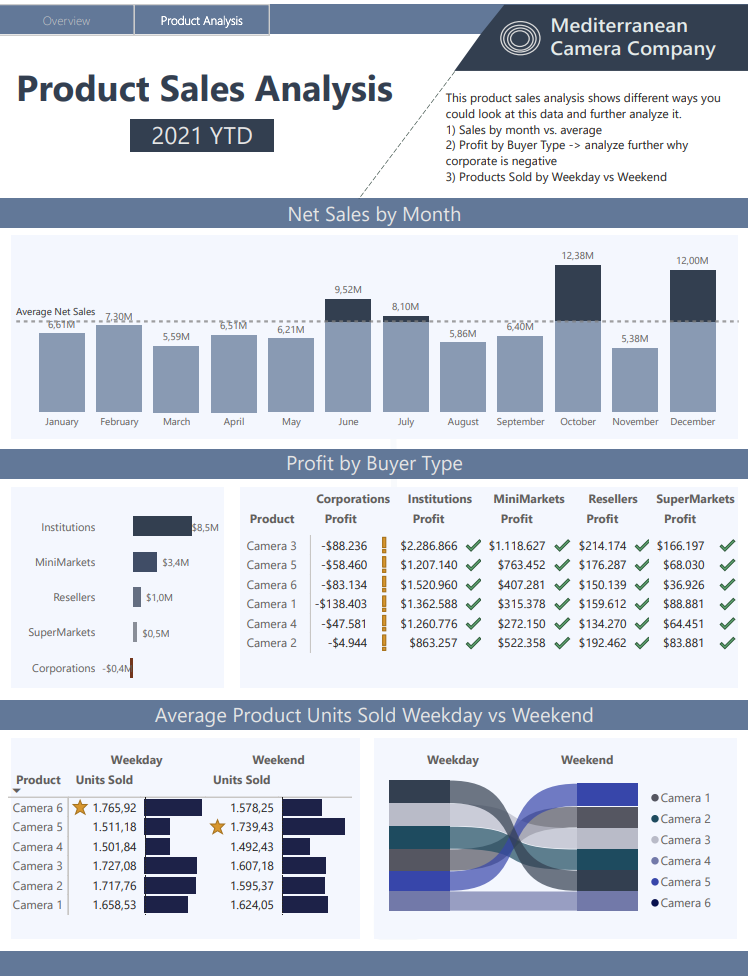 Overview
Product Analysis
Mediterranean
Camera Company
Product Sales Analysis
2021 YTD
This product sales analysis shows different ways you
could look at this data and further analyze it.
1) Sales by month vs. average
2) Profit by Buyer Type -> analyze further why
corporate is negative
3) Products Sold by Weekday vs Weekend
Net Sales by Month
12,38M
12,00M
9,52M
8,10M
Average Net Sales
6,61M
7,30M
5,59M
6,51M
6,21M
5,86M
6,40M
5,38M
January February March April May June July August September October November December
Profit by Buyer Type
Institutions $8,5M
MiniMarkets $3,4M
Resellers $1,0M
SuperMarkets $0,5M
Corporations -$0,4M
Corporations Institutions MiniMarkets Resellers SuperMarkets
Product Profit Profit Profit Profit Profit
Camera 3 -$88.236 $2.286.866 $1.118.627 $214.174 $166.197
Camera 5 -$58.460 $1.207.140 $763.452 $176.287 $68.030
Camera 6 -$83.134 $1.520.960 $407.281 $150.139 $36.926
Camera 1 -$138.403 $1.362.588 $315.378 $159.612 $88.881
Camera 4 -$47.581 $1.260.776 $272.150 $134.270 $64.451
Camera 2 -$4.944 $863.257 $522.358 $192.462 $83.881
Average Product Units Sold Weekday vs Weekend
Weekday Weekend
Product Units Sold Units Sold
Camera 6 1.765,92 1.578,25
Camera 5 1.511,18 1.739,43
Camera 4 1.501,84 1.492,43
Camera 3 1.727,08 1.607,18
Camera 2 1.717,76 1.595,37
Camera 1 1.658,53 1.624,05
Weekday Weekend
Camera 1
Camera 2
Camera 3
Camera 4
Camera 5
Camera 6